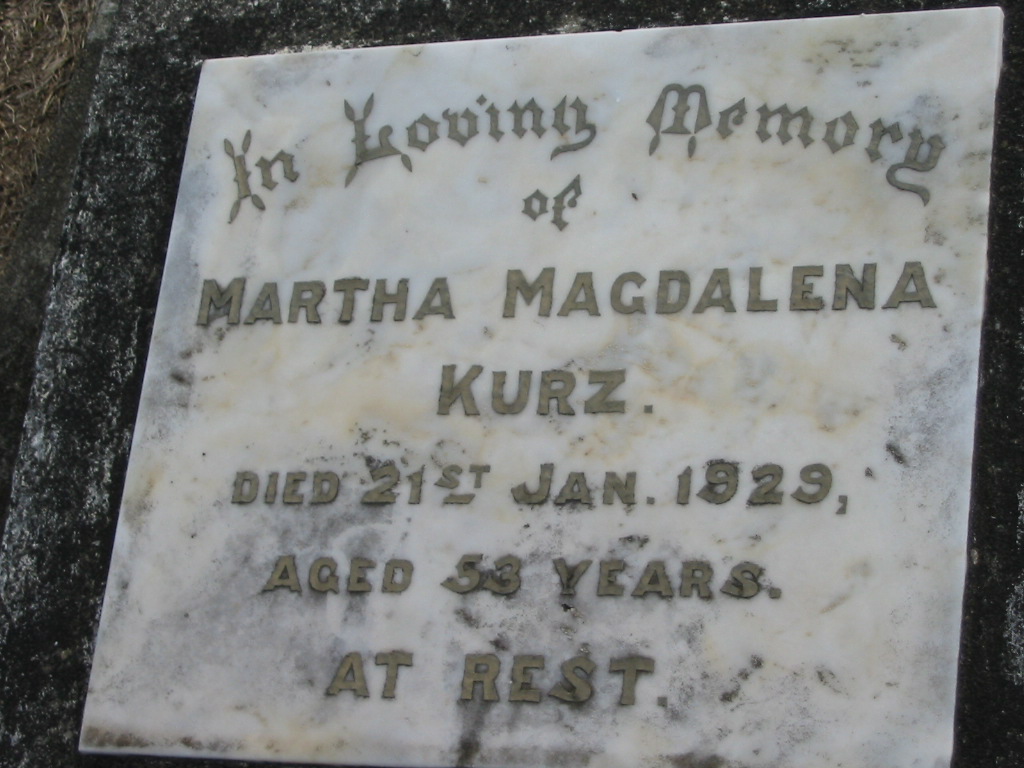 In Loving Memory
of
MARTHA MAGDALENA
KURZ.
DIED 21ST JAN. 1929,
AGED 53 YEARS.
AT REST.